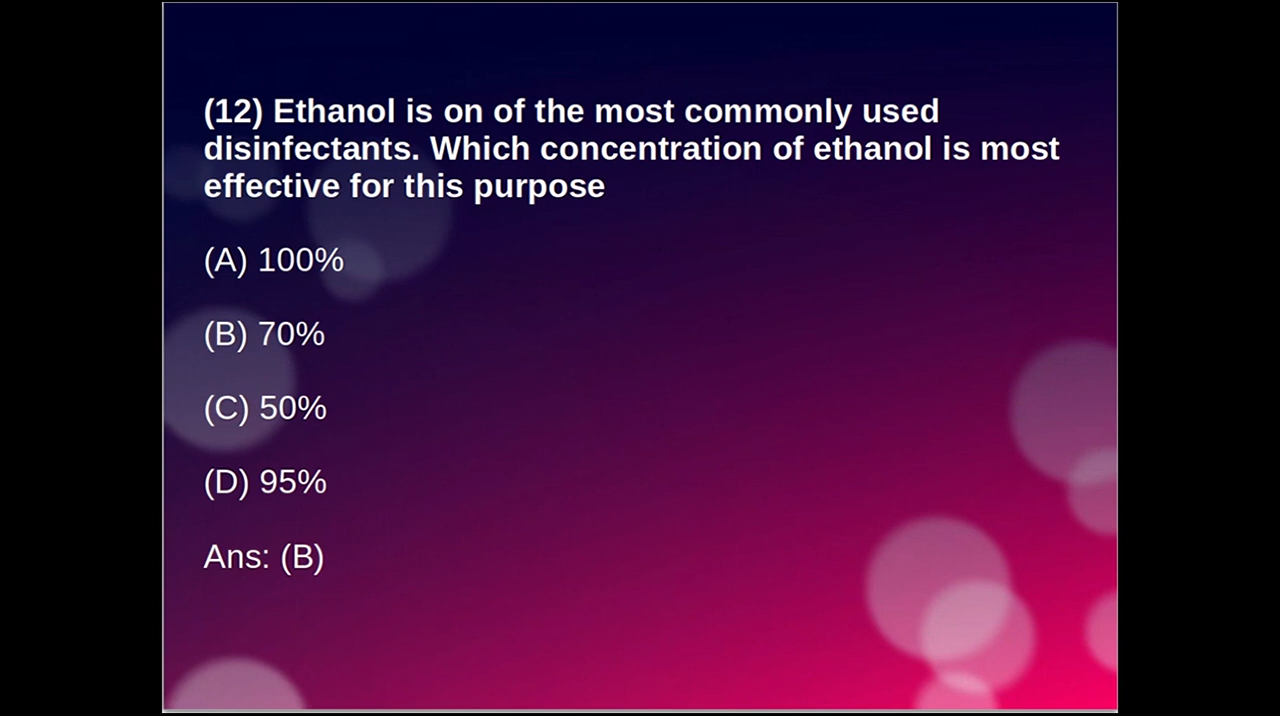 (12) Ethanol is on of the most commonly used
disinfectants. Which concentration of ethanol is most
effective for this purpose
(A) 100%
(B) 70%
(C) 50%
(D) 95%
Ans: (B)